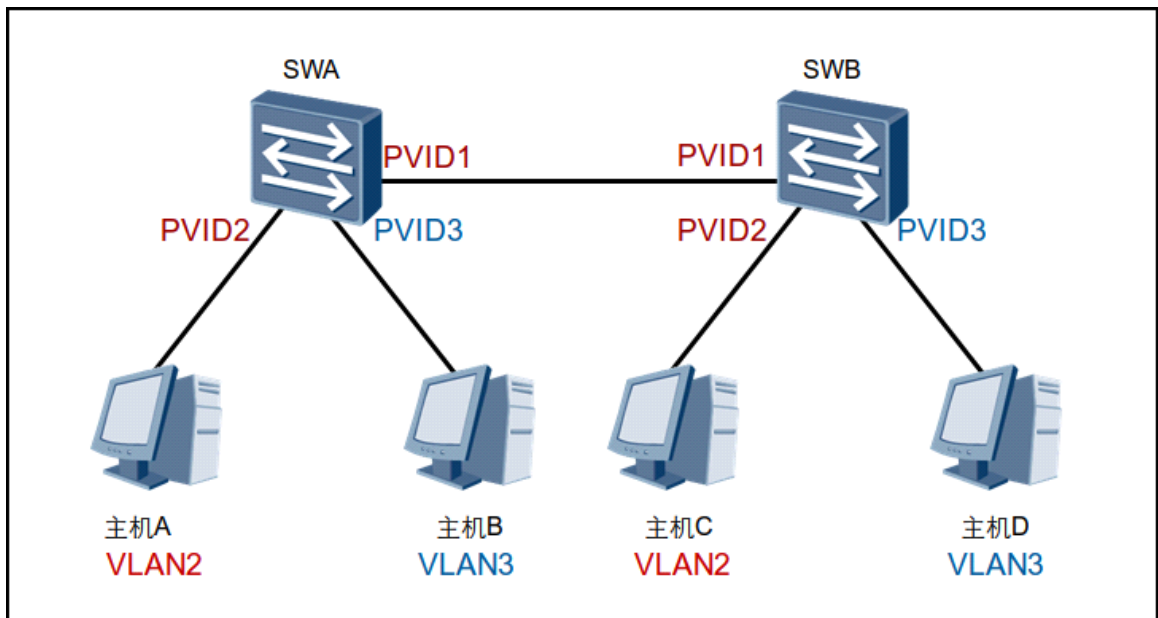 SWA
SWB
PVID1
PVID1
PVID2
PVID3
PVID2
PVID3
主机A
主机B
主机C
主机D
VLAN2
VLAN3
VLAN2
VLAN3